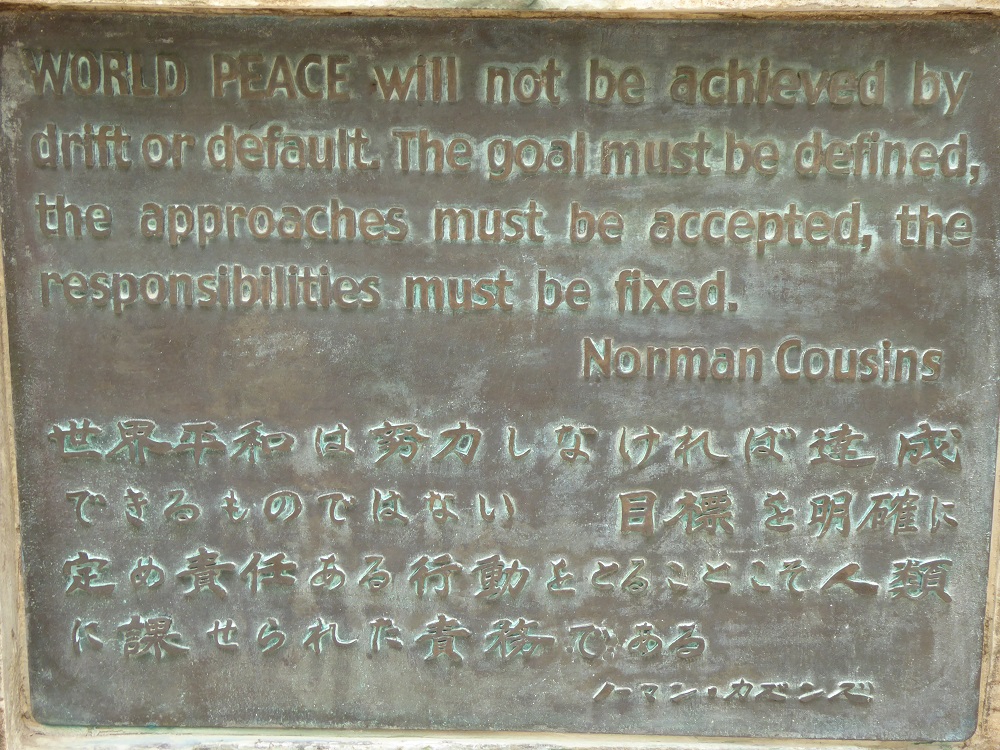 WORLD PEACE will not be achieved by
drift or default. The goal must be defined,
the approaches must be accepted, the
responsibilities must be fixed.
Norman Cousins
世界平和は努力しなければ達成
できるものではない 目標を明確に
定め責任ある行動をとることこそ人類
に課せられた責務である
ノーマン・カズンズ